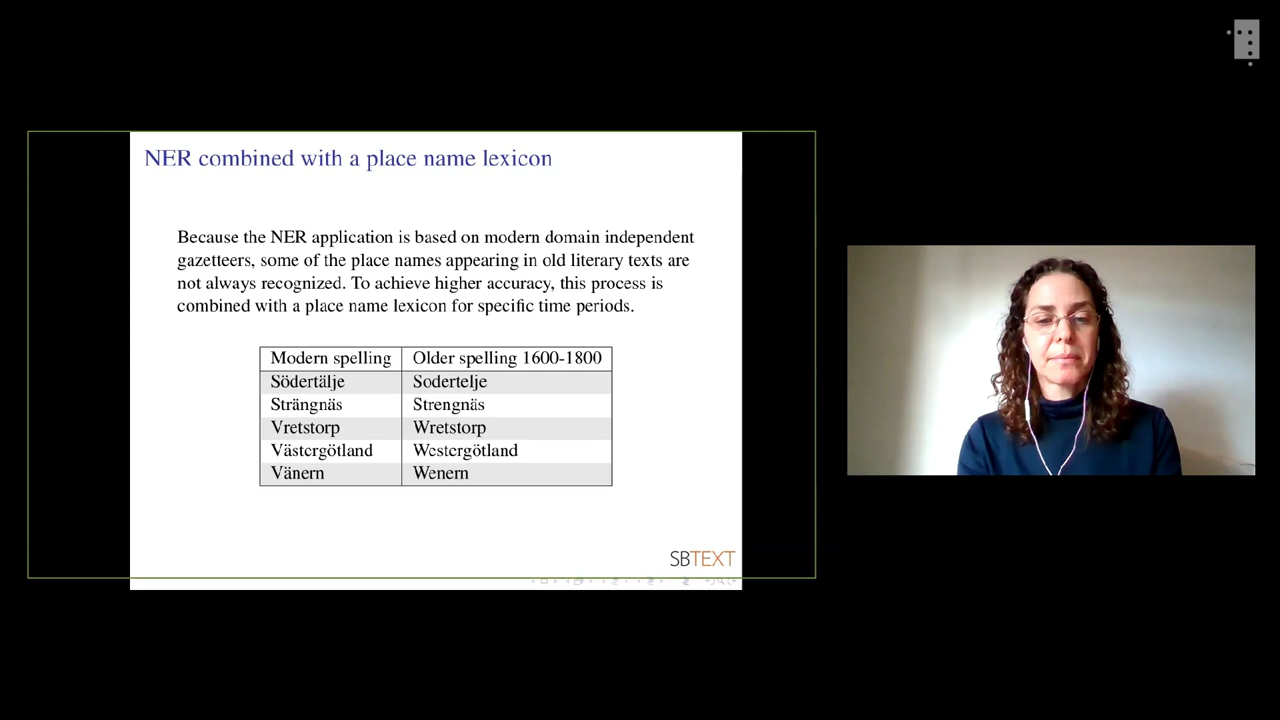 NER combined with a place name lexicon
Because the NER application is based on modern domain independent
gazetteers, some of the place names appearing in old literary texts are
not always recognized. To achieve higher accuracy, this process is
combined with a place name lexicon for specific time periods.
Modern spelling Older spelling 1600-1800
Södertälje Sodertelje
Strängnäs Strengnäs
Vretstorp Wretstorp
Västergötland Westergötland
Vänern Wenern
SBTEXT